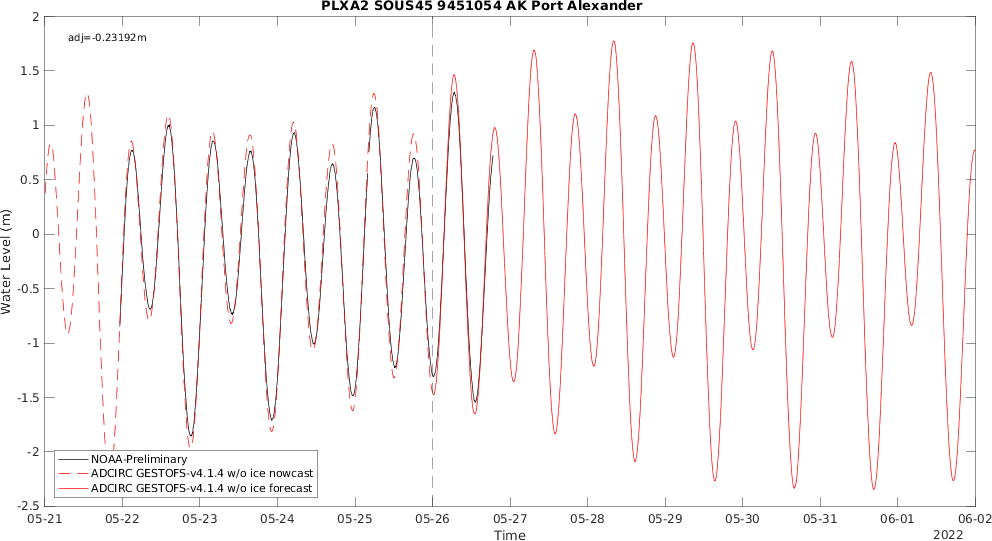 PLXA2 SOUS45 9451054 AK Port Alexander
adj=-0.23192m
2
1.5
1
0.5
0
-0.5
-1
-1.5
-2
-2.5
Water Level (m)
NOAA-Preliminary
ADCIRC GESTOFS-v4.1.4 w/o ice nowcast
ADCIRC GESTOFS-v4.1.4 w/o ice forecast
05-21 05-22 05-23 05-24 05-25 05-26 05-27 05-28 05-29 05-30 05-31 06-01 06-02
Time
2022